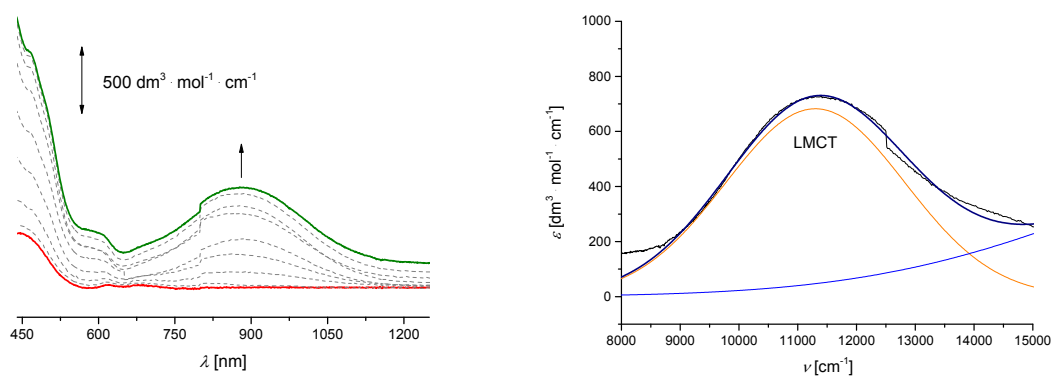 500 dm³ · mol⁻¹ · cm⁻¹
450 600 750 900 1050 1200
λ [nm]
1000
800
600
400
200
0
ε [dm³ · mol⁻¹ cm⁻¹]
LMCT
8000 9000 10000 11000 12000 13000 14000 15000
ν [cm⁻¹]